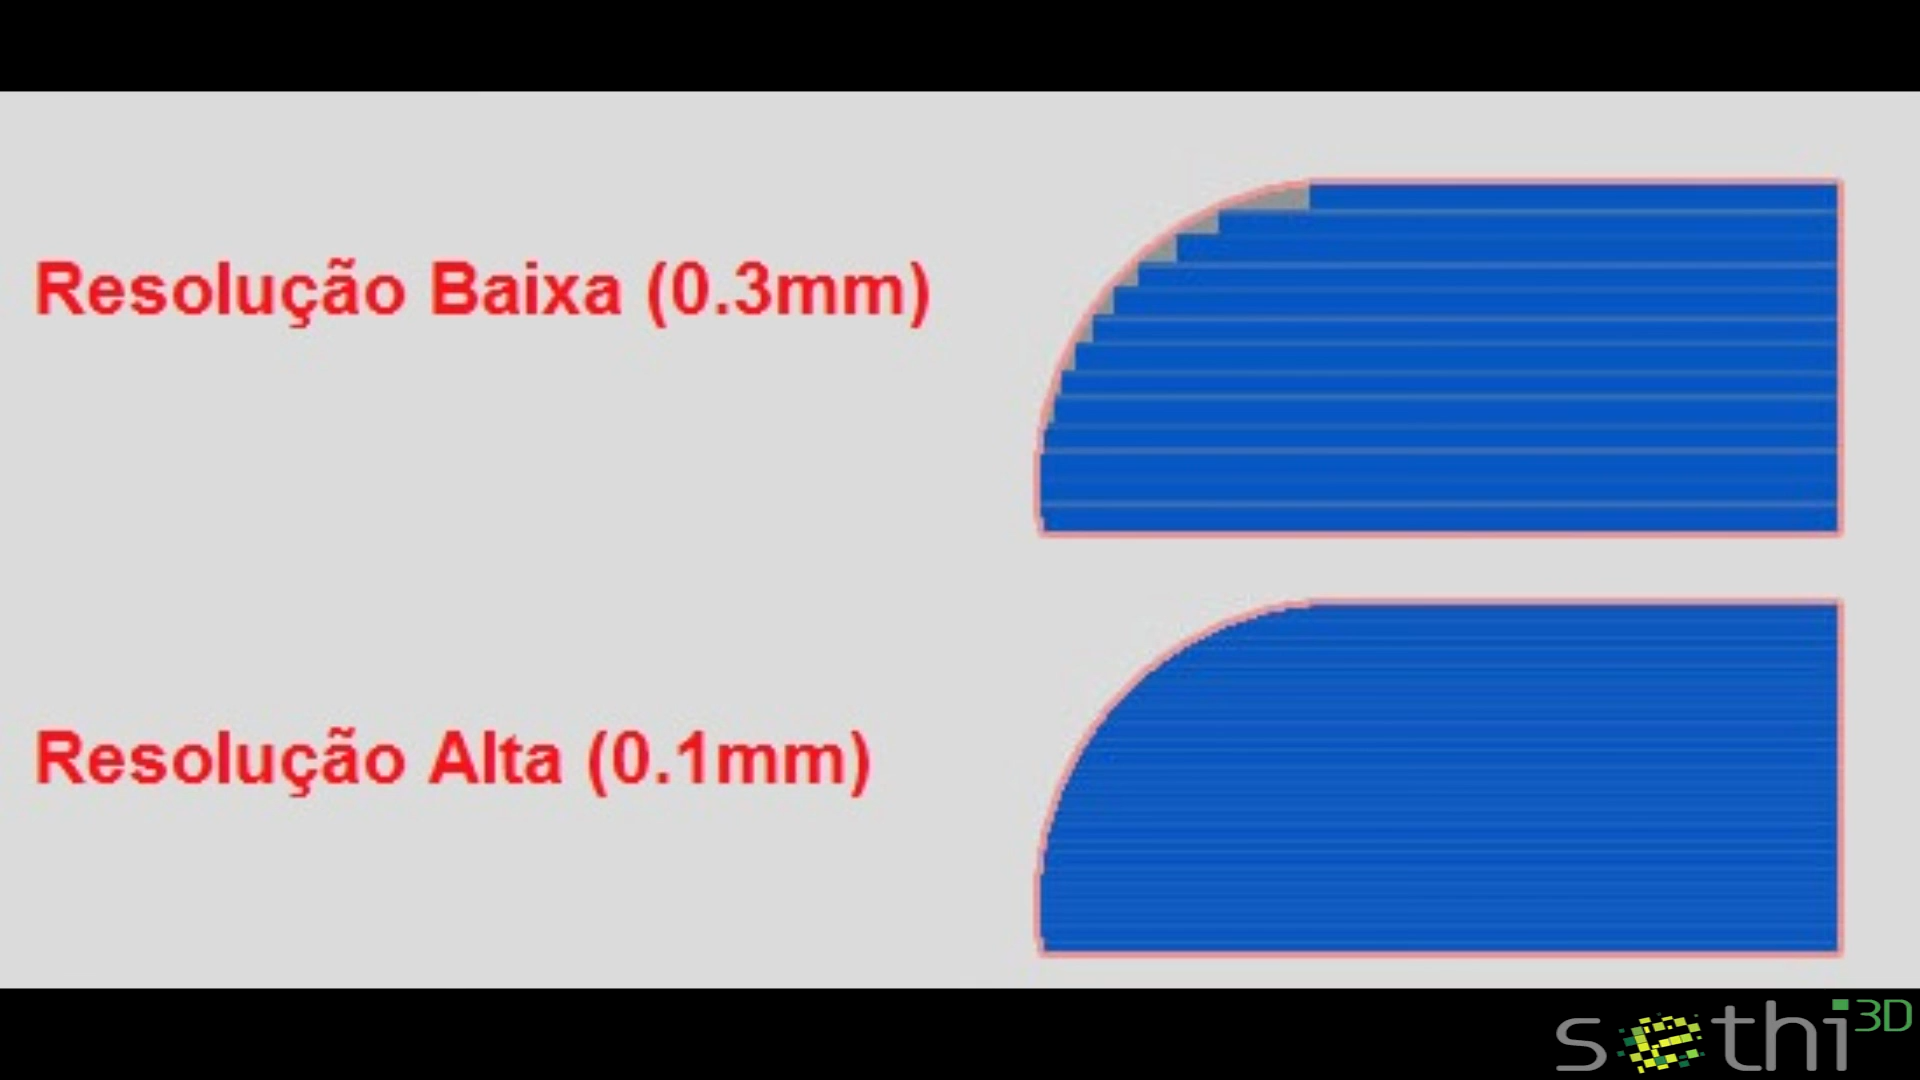 Resolução Baixa (0.3mm)
Resolução Alta (0.1mm)
sethi3D